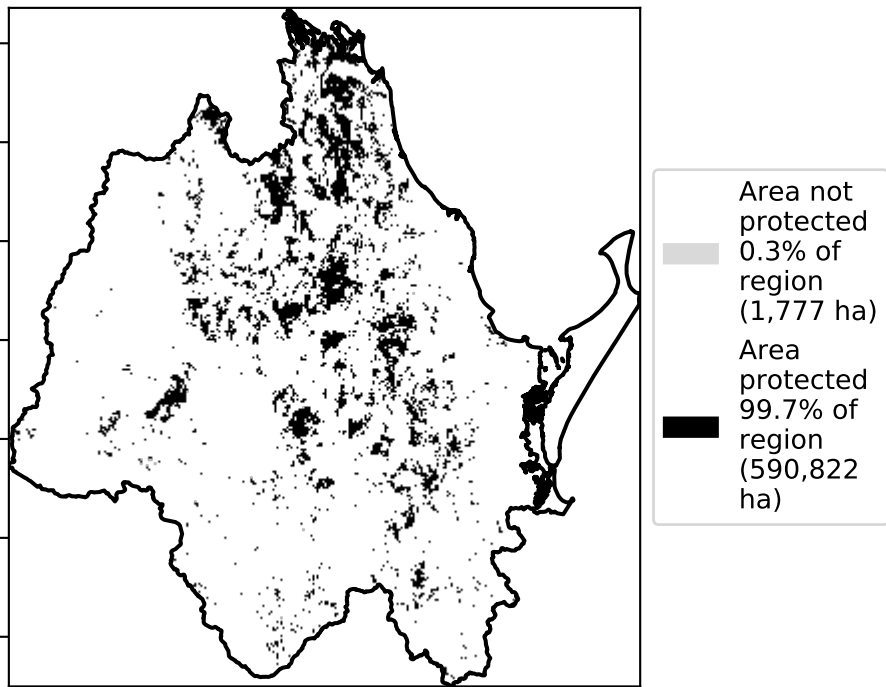 Area not
protected
0.3% of
region
(1,777 ha)
Area
protected
99.7% of
region
(590,822
ha)